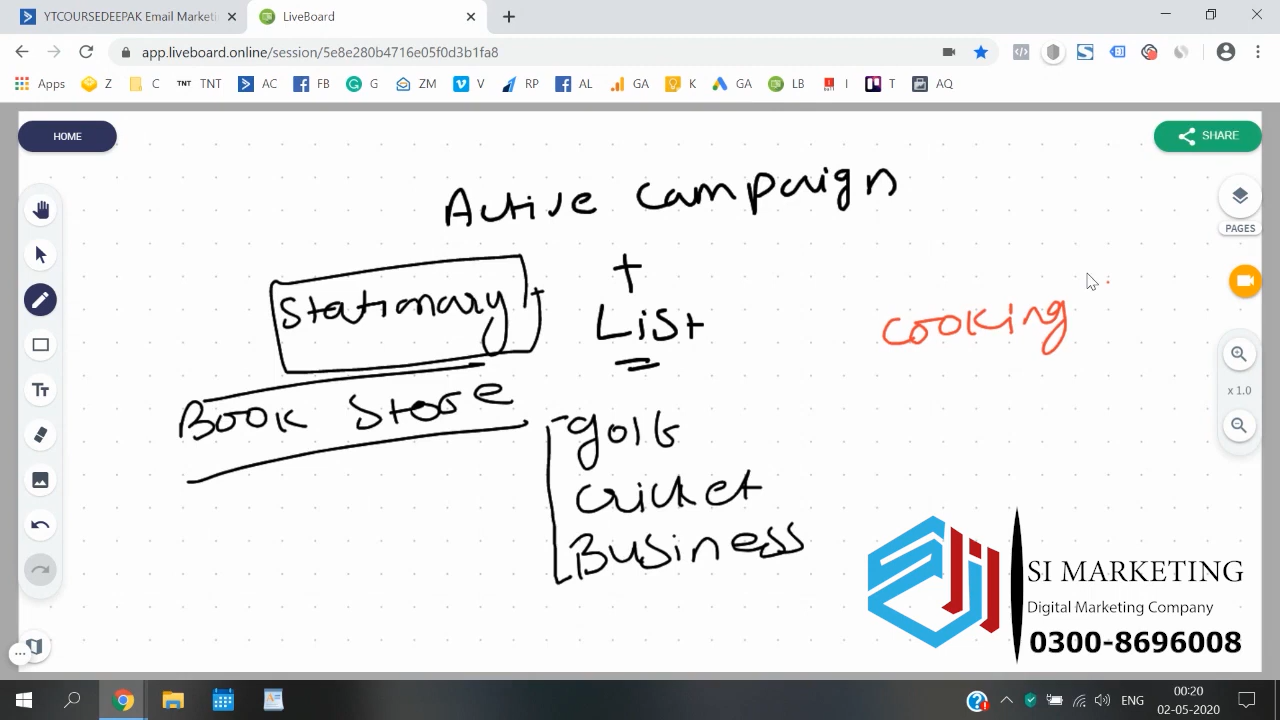 YTCOURSEDEEPAK Email Marketi
LiveBoard
app.liveboard.online/session/5e8e280b4716e05f0d3b1fa8
Apps Z C TNT TNT AC FB G ZM V RP AL GA K GA LB I T AQ
HOME
SHARE
PAGES
Active Campaign
Stationary
List
Cooking
Book Store
golf
Cricket
Business
x 1.0
Tт
SI MARKETING
Digital Marketing Company
0300-8696008
ENG
00:20
02-05-2020